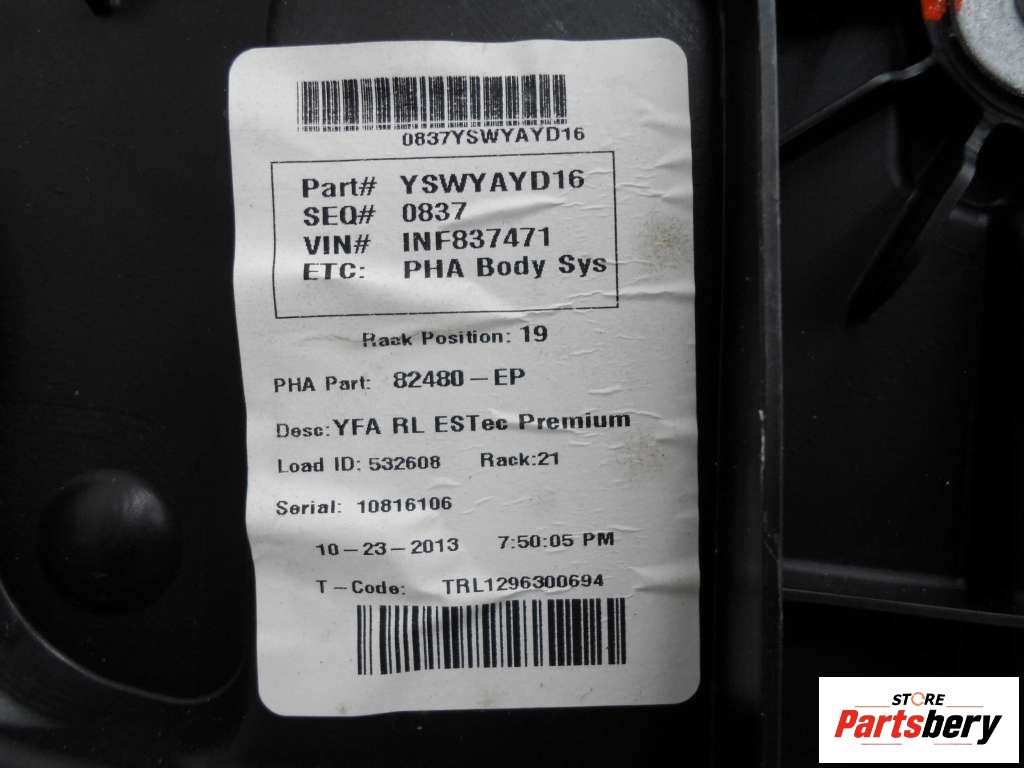 0837YSWYAYD16
Part# YSWYAYD16
SEQ# 0837
VIN# INF837471
ETC: PHA Body Sys
Rack Position: 19
PHA Part: 82480-EP
Desc: YFA RL ESTec Premium
Load ID: 532608 Rack:21
Serial: 10816106
10-23-2013 7:50:05 PM
T-Code: TRL1296300694
STORE
Partsbery